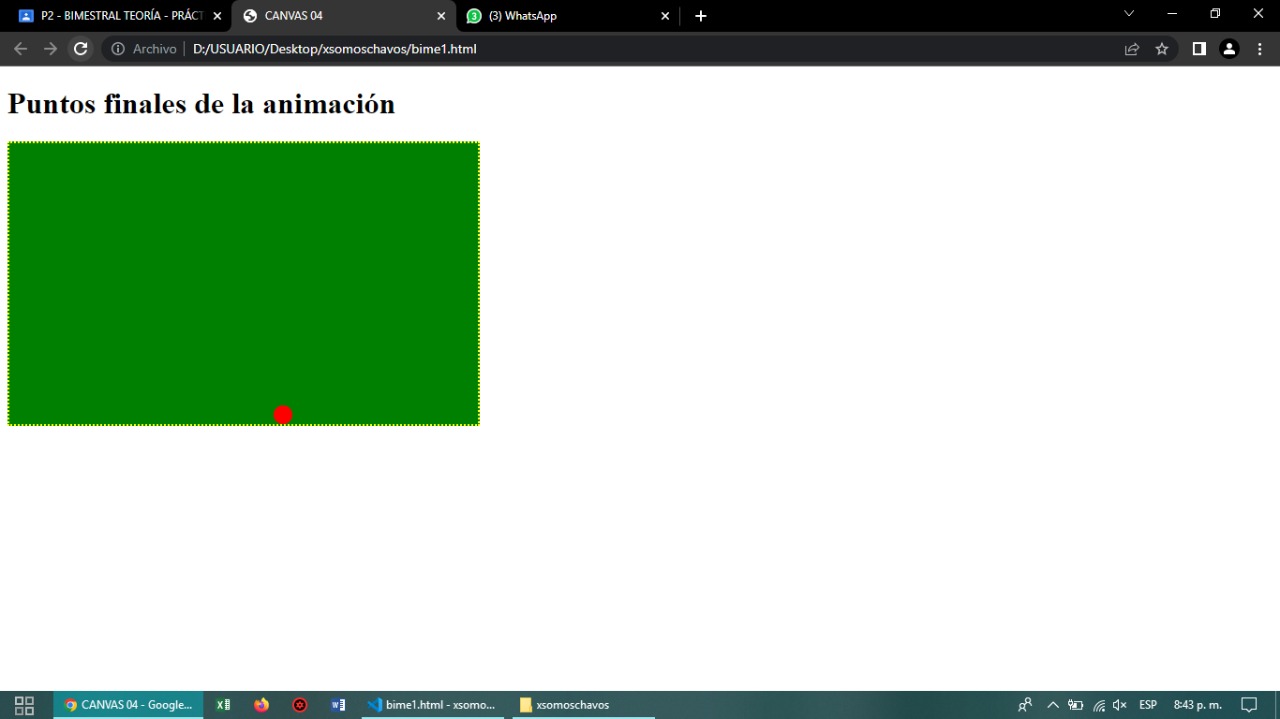 P2 - BIMESTRAL TEORÍA - PRÁCT
CANVAS 04
3
(3) WhatsApp
Archivo
D:/USUARIO/Desktop/xsomoschavos/bime1.html
Puntos finales de la animación
CANVAS 04 - Google...
bime1.html - xsomo...
xsomoschavos
ESP
8:43 p. m.